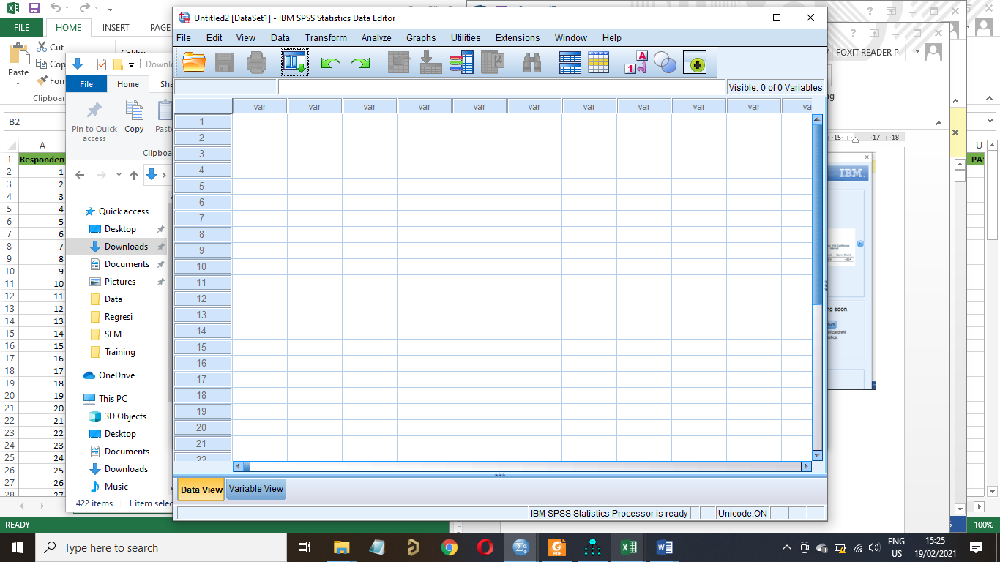 Untitled2 [DataSet1] - IBM SPSS Statistics Data Editor
File Edit View Data Transform Analyze Graphs Utilities Extensions Window Help
Visible: 0 of 0 Variables
var var var var var var var var var var va
1
2
3
4
5
6
7
8
9
10
11
12
13
14
15
16
17
18
19
20
21
22
Data View Variable View
IBM SPSS Statistics Processor is ready
Unicode:ON
FILE HOME INSERT PAGE
Cut
Cop
Paste
Form
Clipboar
Calibri
B2
A
1 Responden
2 1
3 2
4 3
5 4
6 5
7 6
8 7
9 8
10 9
11 10
12 11
13 12
14 13
15 14
16 15
17 16
18 17
19 18
20 19
21 20
22 21
23 22
24 23
25 24
26 25
27 26
28 27
READY
Downl
File Home Sha
Pin to Quick access
Copy
Paste
Clipboa
Quick access
Desktop
Downloads
Documents
Pictures
Data
Regresi
SEM
Training
OneDrive
This PC
3D Objects
Desktop
Documents
Downloads
Music
422 items 1 item selec
FOXIT READER P
ng
15 17 18
U
PA
IBM
ng soon.
Wizard will
tistics.
100%
Type here to search
ENG
US
15:25
19/02/2021